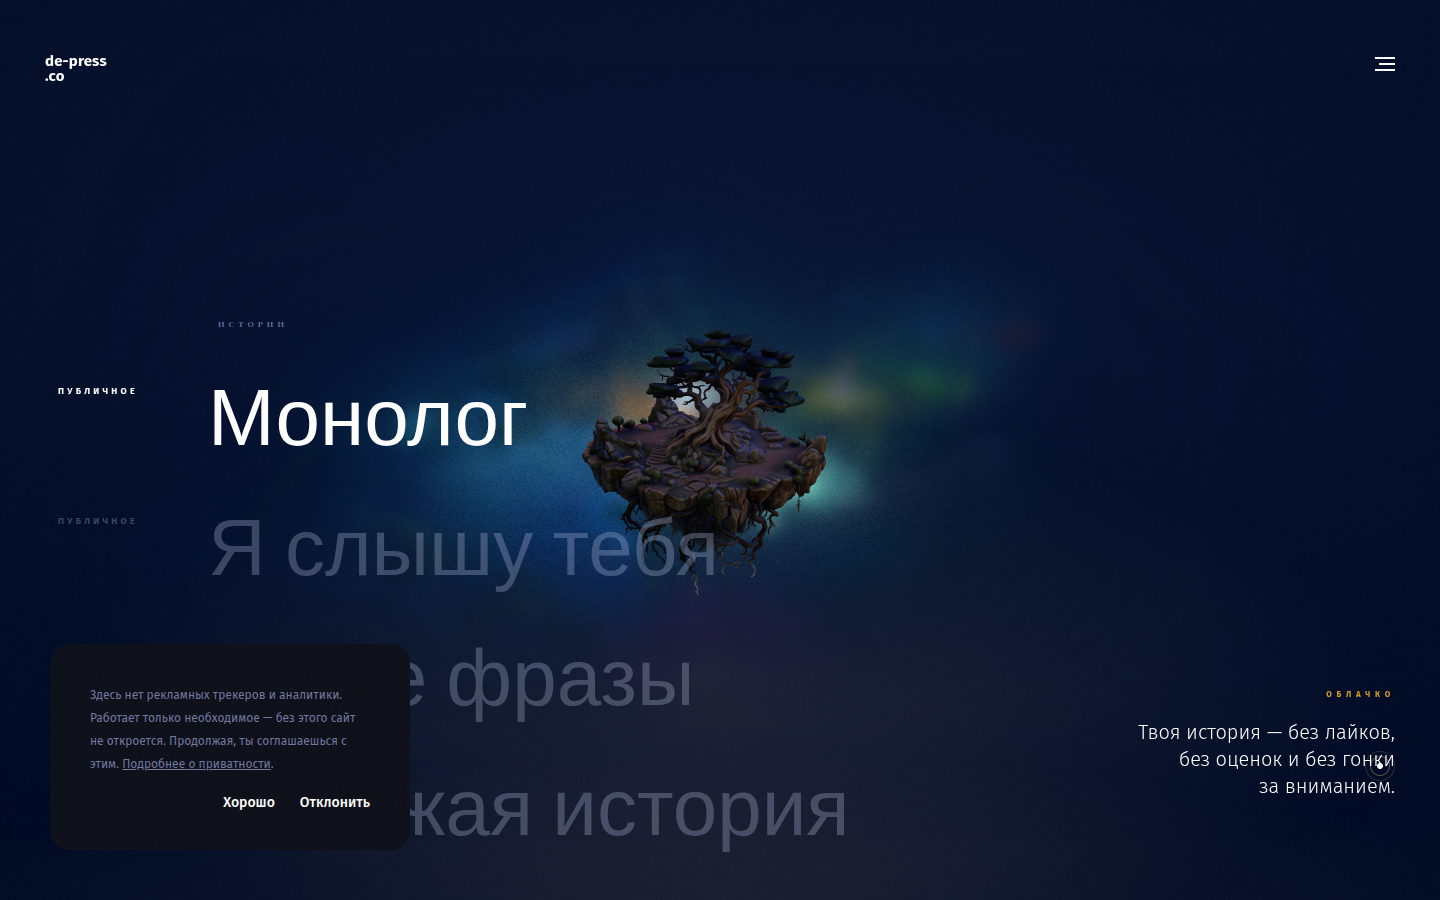 de-press
.co
ИСТОРИИ
ПУБЛИЧНОЕ
Монолог
ПУБЛИЧНОЕ
Я слышу тебя
фразы
история
Здесь нет рекламных трекеров и аналитики.
Работает только необходимое — без этого сайт
не откроется. Продолжая, ты соглашаешься с
этим. Подробнее о приватности.
Хорошо Отклонить
ОБЛАЧКО
Твоя история — без лайков,
без оценок и без гонки
за вниманием.